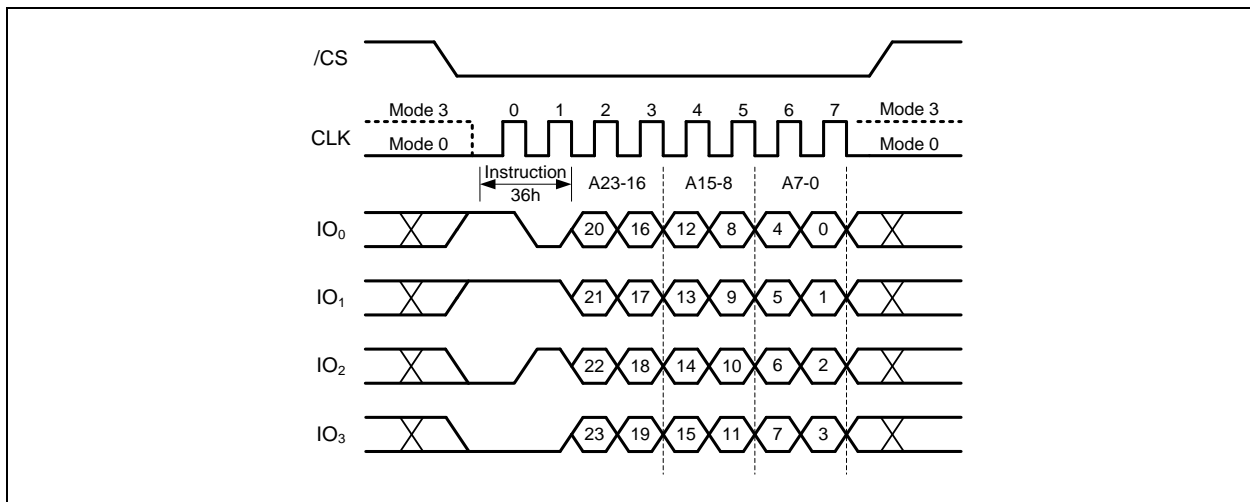 /CS
Mode 3 0 1 2 3 4 5 6 7 Mode 3
CLK
Mode 0 Mode 0
Instruction A23-16 A15-8 A7-0
36h
IO₀ 20 16 12 8 4 0
IO₁ 21 17 13 9 5 1
IO₂ 22 18 14 10 6 2
IO₃ 23 19 15 11 7 3